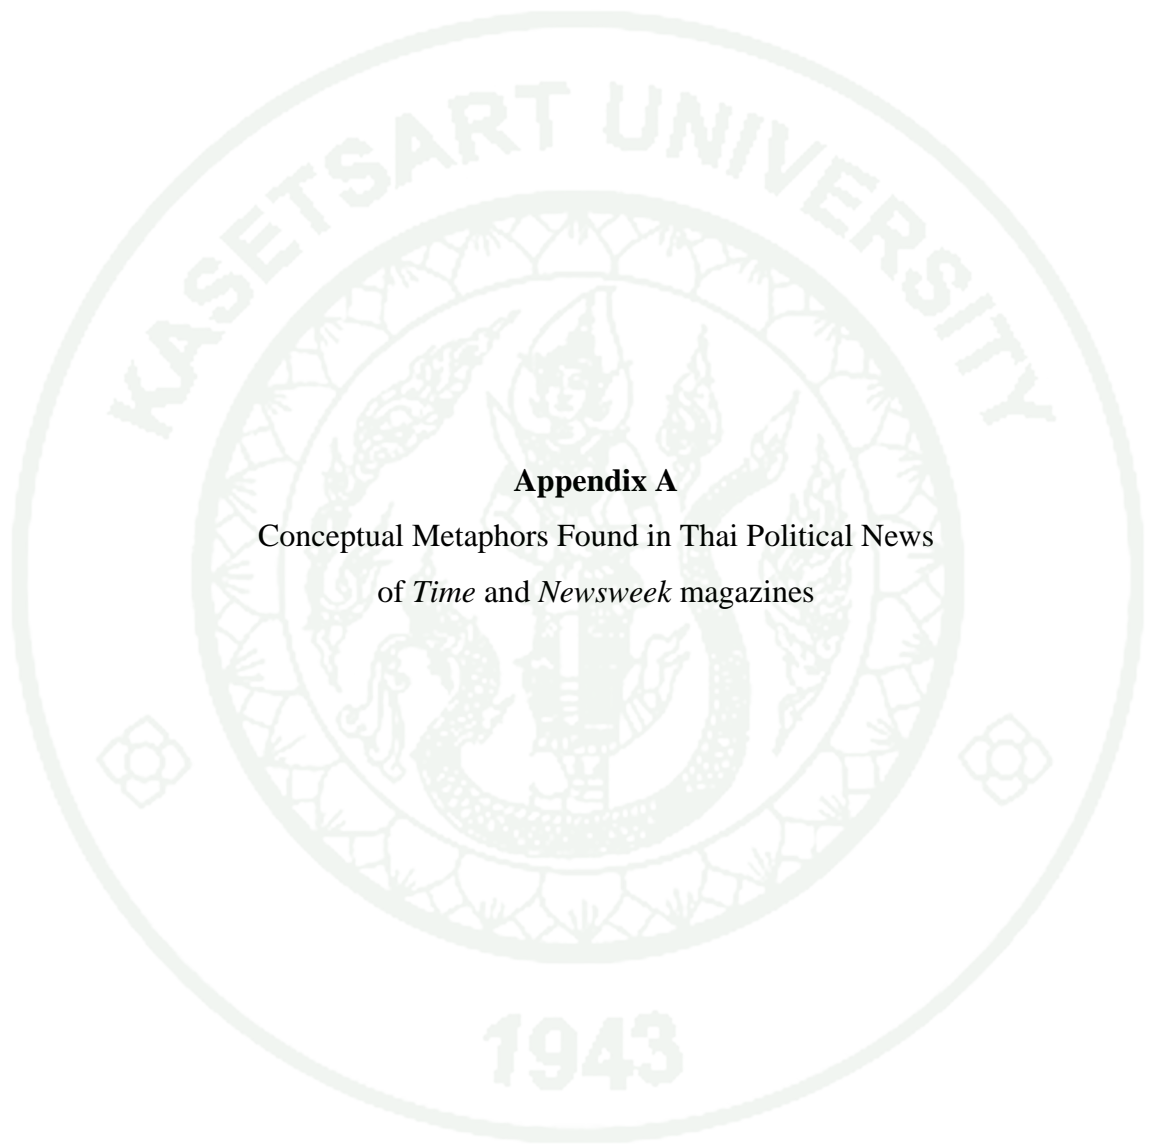 KASETSART UNIVERSITY
Appendix A
Conceptual Metaphors Found in Thai Political News
of Time and Newsweek magazines
1943